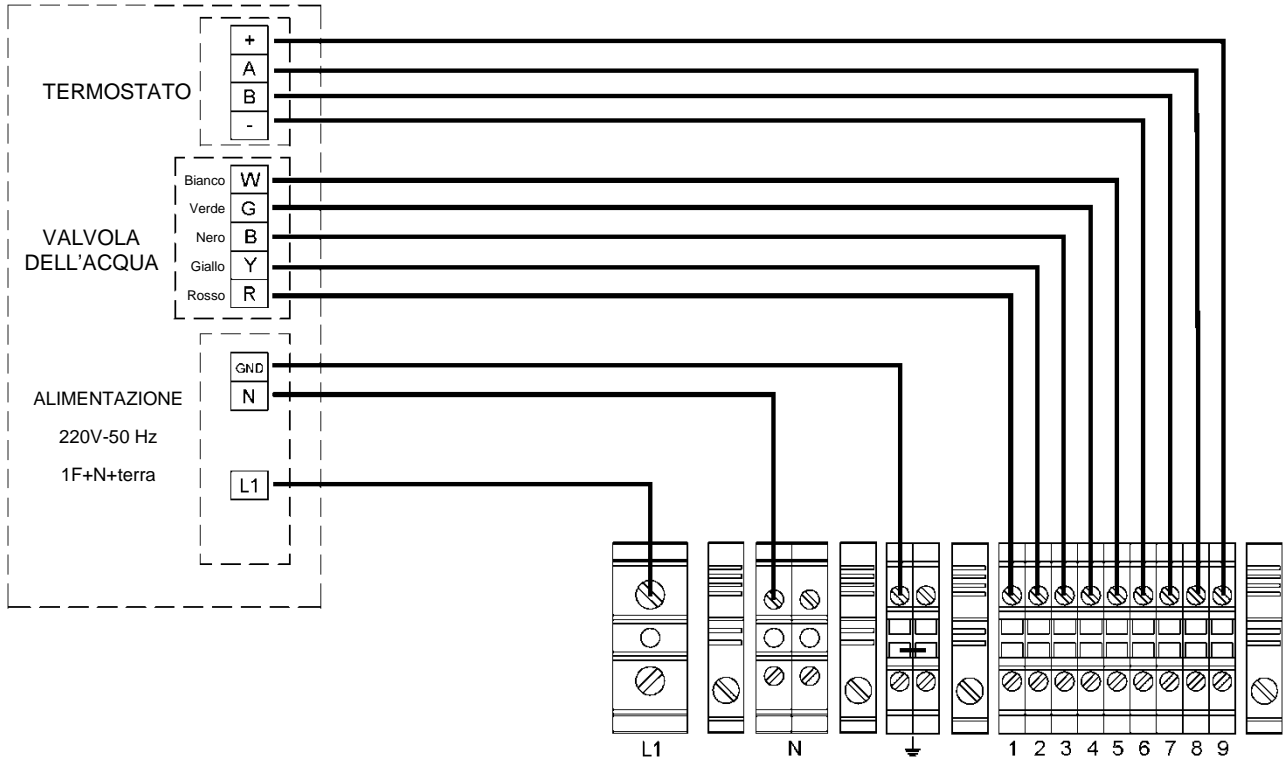 TERMOSTATO
+
A
B
-
VALVOLA
DELL'ACQUA
Bianco W
Verde G
Nero B
Giallo Y
Rosso R
ALIMENTAZIONE
220V-50 Hz
1F+N+terra
GND
N
L1
L1 N 1 2 3 4 5 6 7 8 9